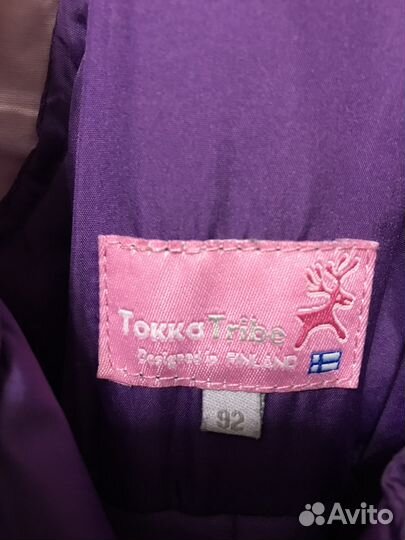 TOKKATribe
Designed in FINLAND
92
Avito